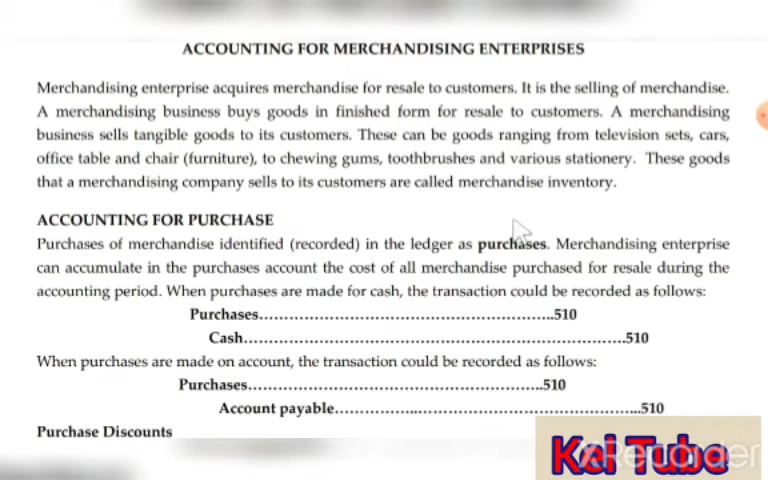 ACCOUNTING FOR MERCHANDISING ENTERPRISES
Merchandising enterprise acquires merchandise for resale to customers. It is the selling of merchandise.
A merchandising business buys goods in finished form for resale to customers. A merchandising
business sells tangible goods to its customers. These can be goods ranging from television sets, cars,
office table and chair (furniture), to chewing gums, toothbrushes and various stationery. These goods
that a merchandising company sells to its customers are called merchandise inventory.
ACCOUNTING FOR PURCHASE
Purchases of merchandise identified (recorded) in the ledger as purchases. Merchandising enterprise
can accumulate in the purchases account the cost of all merchandise purchased for resale during the
accounting period. When purchases are made for cash, the transaction could be recorded as follows:
Purchases……………………………………………………..510
Cash…………………………………………………………………….510
When purchases are made on account, the transaction could be recorded as follows:
Purchases……………………………………………………..510
Account payable……………..………………………………………...510
Purchase Discounts
Kel Tube
XRecorder